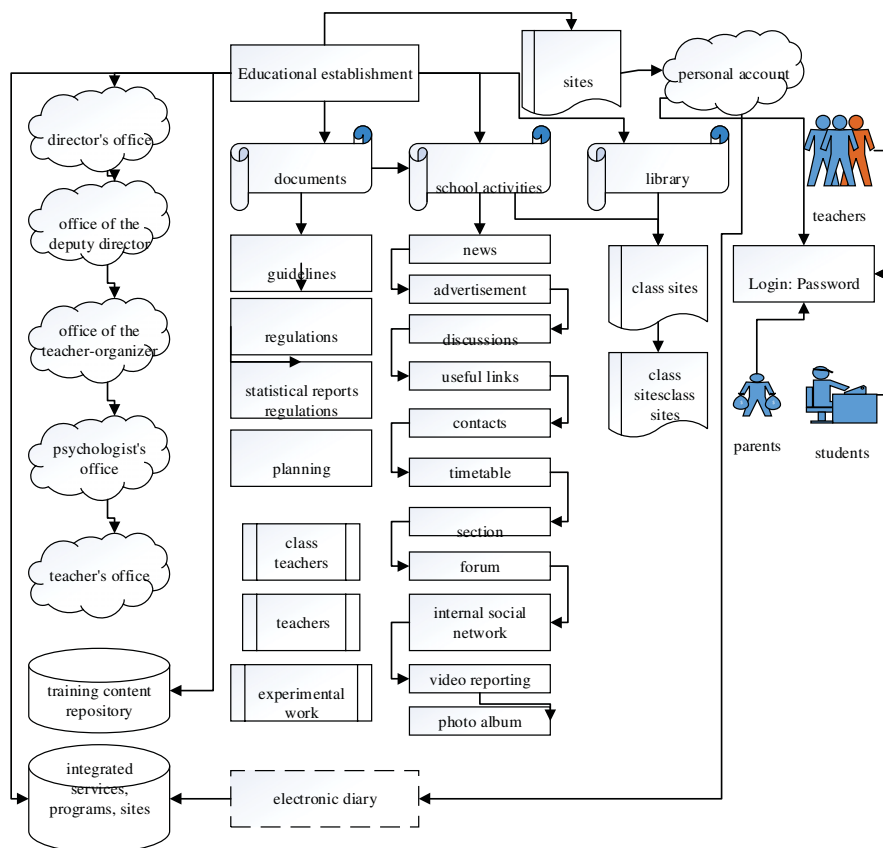 Educational establishment
sites
personal account
director's office
documents
school activities
library
teachers
office of the
deputy director
guidelines
news
class sites
Login: Password
advertisement
office of the
teacher-organizer
regulations
discussions
statistical reports
regulations
useful links
class
sitesclass
sites
contacts
parents
students
psychologist's
office
planning
timetable
section
class
teachers
forum
teacher's office
teachers
internal social
network
training content
repository
experimental
work
video reporting
photo album
integrated
services,
programs, sites
electronic diary